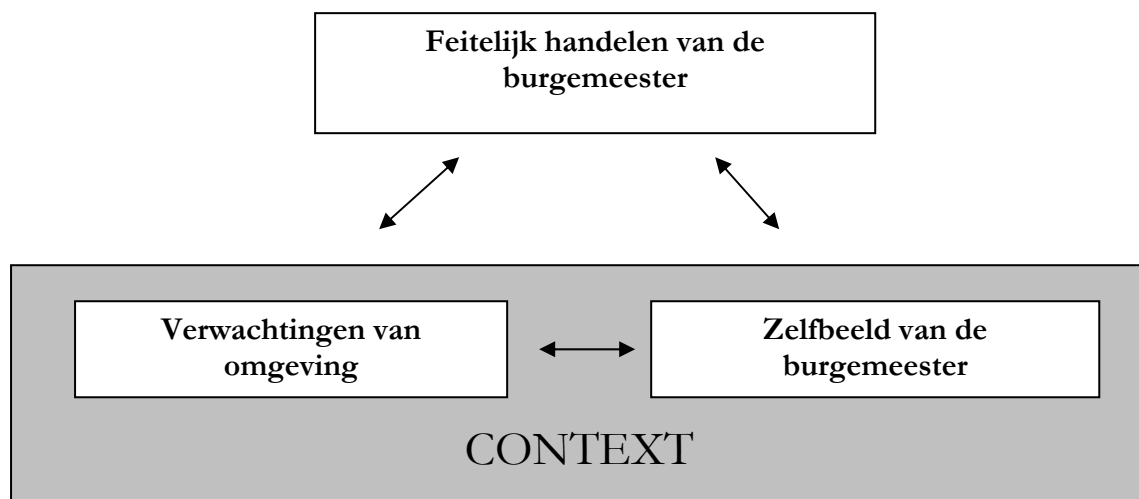 Feitelijk handelen van de
burgemeester
Verwachtingen van
omgeving
Zelfbeeld van de
burgemeester
CONTEXT